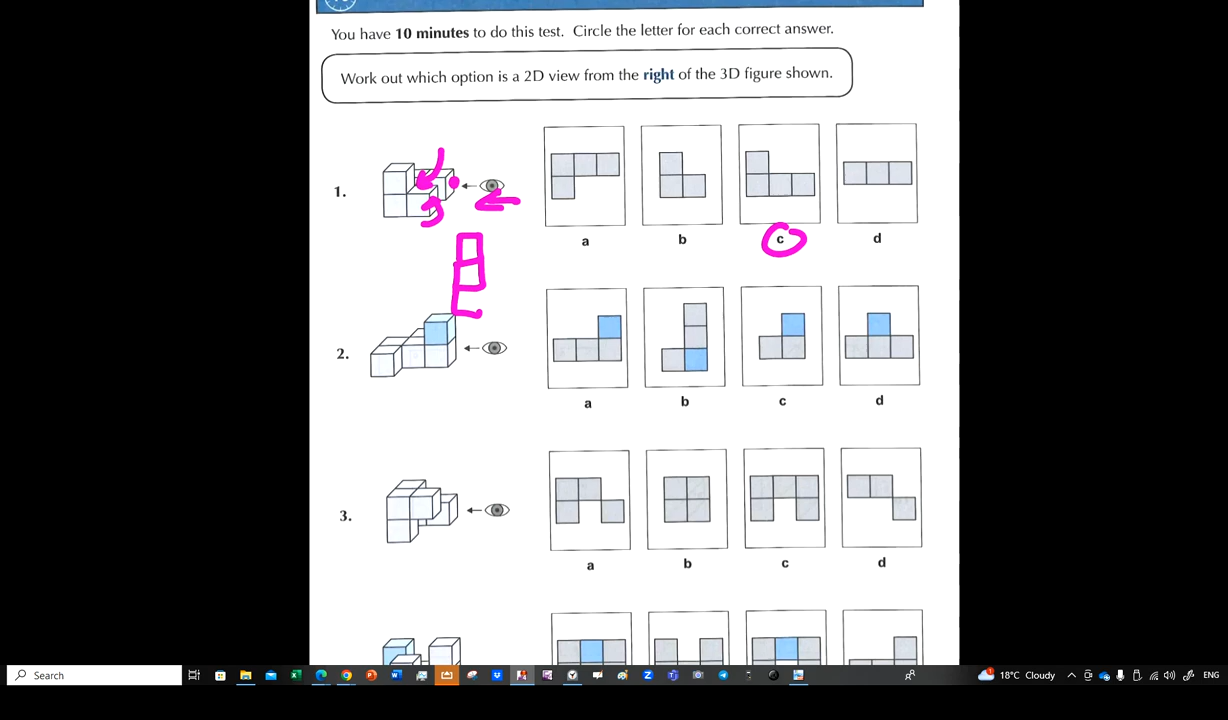 You have 10 minutes to do this test. Circle the letter for each correct answer.
Work out which option is a 2D view from the right of the 3D figure shown.
1.
a
b
c
d
2.
a
b
c
d
3.
a
b
c
d
Search
18°C Cloudy
ENG